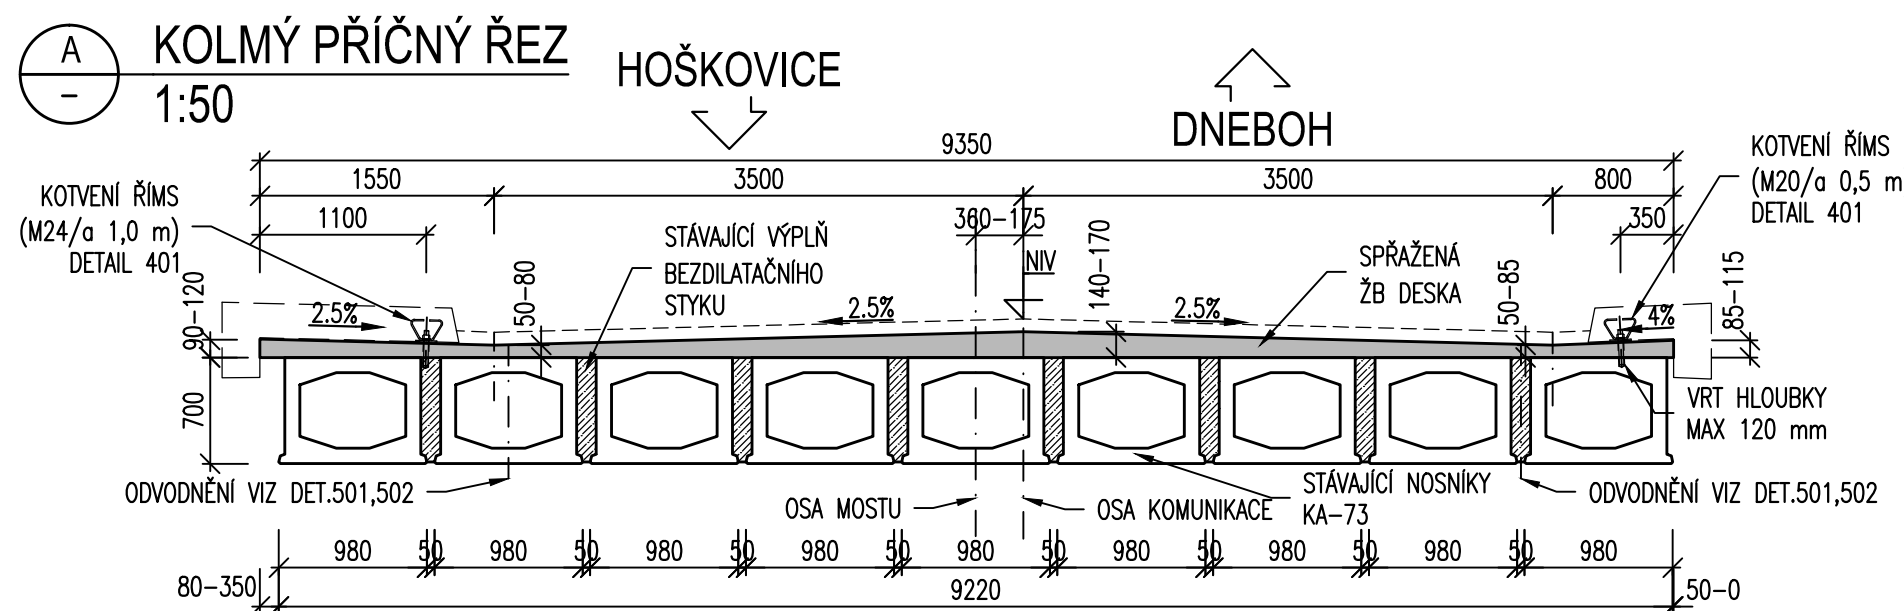 A
-
KOLMÝ PŘÍČNÝ ŘEZ
1:50
HOŠKOVICE
DNEBOH
9350
1550
3500
3500
800
1100
360-175
350
KOTVENÍ ŘÍMS
(M24/a 1,0 m)
DETAIL 401
KOTVENÍ ŘÍMS
(M20/a 0,5 m
DETAIL 401
STÁVAJÍCÍ VÝPLŇ
BEZDILATAČNÍHO
STYKU
NIV
140-170
SPŘAŽENÁ
ŽB DESKA
50-80
50-85
85-115
90-120
2.5%
2.5%
2.5%
4%
700
VRT HLOUBKY
MAX 120 mm
ODVODNĚNÍ VIZ DET.501,502
OSA MOSTU
OSA KOMUNIKACE
STÁVAJÍCÍ NOSNÍKY
KA-73
ODVODNĚNÍ VIZ DET.501,502
980 50 980 50 980 50 980 50 980 50 980 50 980 50 980 50 980
80-350
9220
50-0